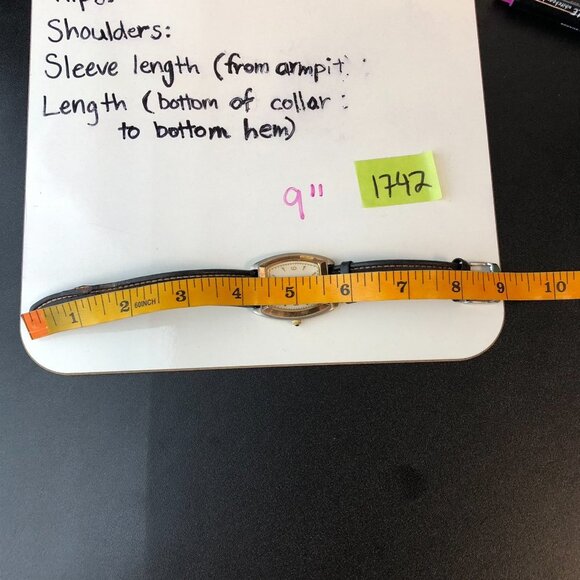 Shoulders:
Sleeve length (from armpit) :
Length (bottom of collar :
to bottom hem)
9"
1742
1 2 60INCH 3 4 5 6 7 8 9 10